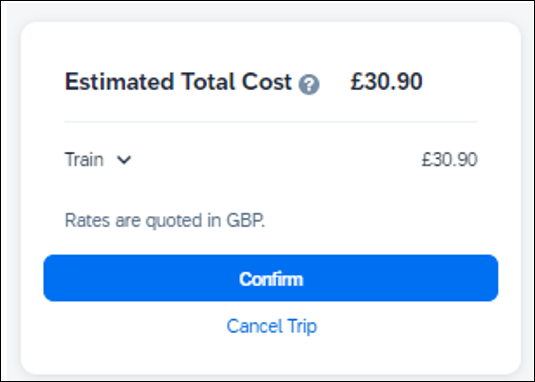 Estimated Total Cost ? £30.90
Train £30.90
Rates are quoted in GBP.
Confirm
Cancel Trip